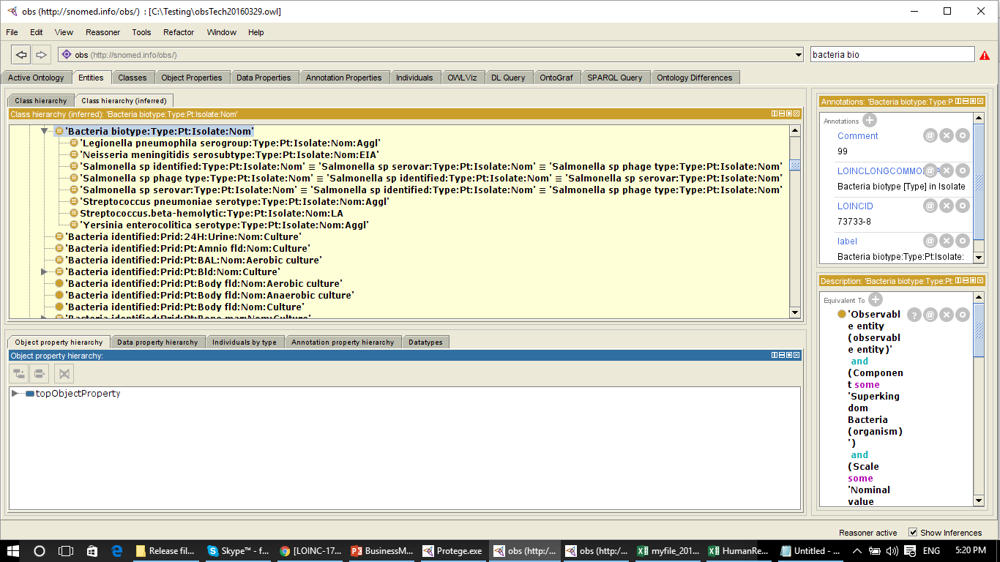 obs (http://snomed.info/obs/) : [C:\Testing\obsTech20160329.owl]
File Edit View Reasoner Tools Refactor Window Help
obs (http://snomed.info/obs/)
bacteria bio
Active Ontology Entities Classes Object Properties Data Properties Annotation Properties Individuals OWLViz DL Query OntoGraf SPARQL Query Ontology Differences
Class hierarchy Class hierarchy (inferred)
Class hierarchy (inferred): 'Bacteria biotype:Type:Pt:Isolate:Nom'
'Bacteria biotype:Type:Pt:Isolate:Nom'
'Legionella pneumophila serogroup:Type:Pt:Isolate:Nom:Aggl'
'Neisseria meningitidis serosubtype:Type:Pt:Isolate:Nom:EIA'
'Salmonella sp identified:Type:Pt:Isolate:Nom' ≡ 'Salmonella sp serovar:Type:Pt:Isolate:Nom' ≡ 'Salmonella sp phage type:Type:Pt:Isolate:Nom'
'Salmonella sp phage type:Type:Pt:Isolate:Nom' ≡ 'Salmonella sp identified:Type:Pt:Isolate:Nom' ≡ 'Salmonella sp serovar:Type:Pt:Isolate:Nom'
'Salmonella sp serovar:Type:Pt:Isolate:Nom' ≡ 'Salmonella sp identified:Type:Pt:Isolate:Nom' ≡ 'Salmonella sp phage type:Type:Pt:Isolate:Nom'
'Streptococcus pneumoniae serotype:Type:Pt:Isolate:Nom:Aggl'
Streptococcus.beta-hemolytic:Type:Pt:Isolate:Nom:LA
'Yersinia enterocolitica serotype:Type:Pt:Isolate:Nom:Aggl'
'Bacteria identified:Prid:24H:Urine:Nom:Culture'
'Bacteria identified:Prid:Pt:Amnio fld:Nom:Culture'
'Bacteria identified:Prid:Pt:BAL:Nom:Aerobic culture'
'Bacteria identified:Prid:Pt:Bld:Nom:Culture'
'Bacteria identified:Prid:Pt:Body fld:Nom:Aerobic culture'
'Bacteria identified:Prid:Pt:Body fld:Nom:Anaerobic culture'
'Bacteria identified:Prid:Pt:Body fld:Nom:Culture'
'Bacteria identified:Prid:Pt:Bone mar:Nom:Culture'
Object property hierarchy Data property hierarchy Individuals by type Annotation property hierarchy Datatypes
Object property hierarchy:
topObjectProperty
Annotations: 'Bacteria biotype:Type:P
Annotations
Comment
99
LOINCLONGCOMMO
Bacteria biotype [Type] in Isolate
LOINCID
73733-8
label
Bacteria biotype:Type:Pt:Isolate:
Description: 'Bacteria biotype:Type:Pt:
Equivalent To
'Observabl
e entity
(observabl
e entity)'
and
(Componen
t some
'Superking
dom
Bacteria
(organism)
')
and
(Scale
some
'Nominal
value
Reasoner active Show Inferences
Release fil... Skype™ - f... [LOINC-17... BusinessM... Protege.exe obs (http:/... obs (http:/... myfile_201... HumanRe... Untitled - ... ENG 5:20 PM